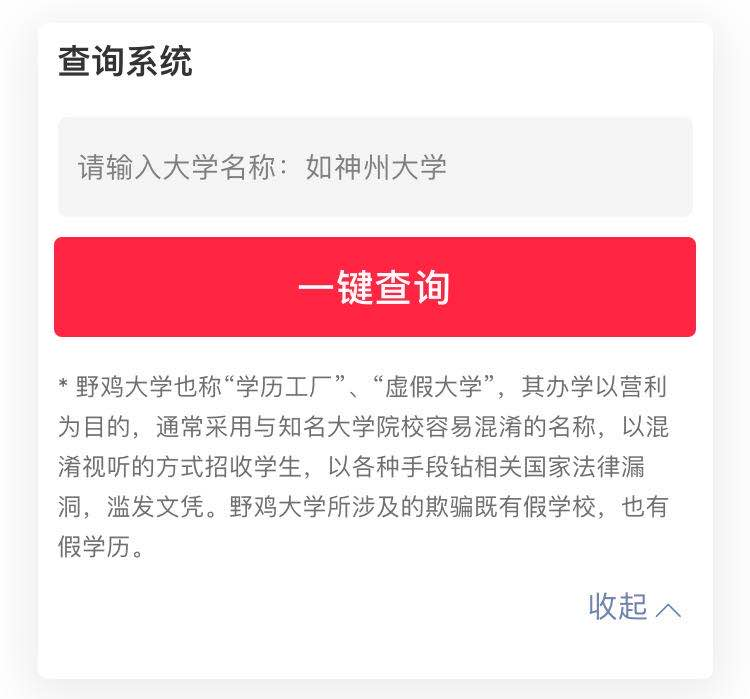 查询系统
请输入大学名称：如神州大学
一键查询
* 野鸡大学也称“学历工厂”、“虚假大学”，其办学以营利
为目的，通常采用与知名大学院校容易混淆的名称，以混
淆视听的方式招收学生，以各种手段钻相关国家法律漏
洞，滥发文凭。野鸡大学所涉及的欺骗既有假学校，也有
假学历。
收起